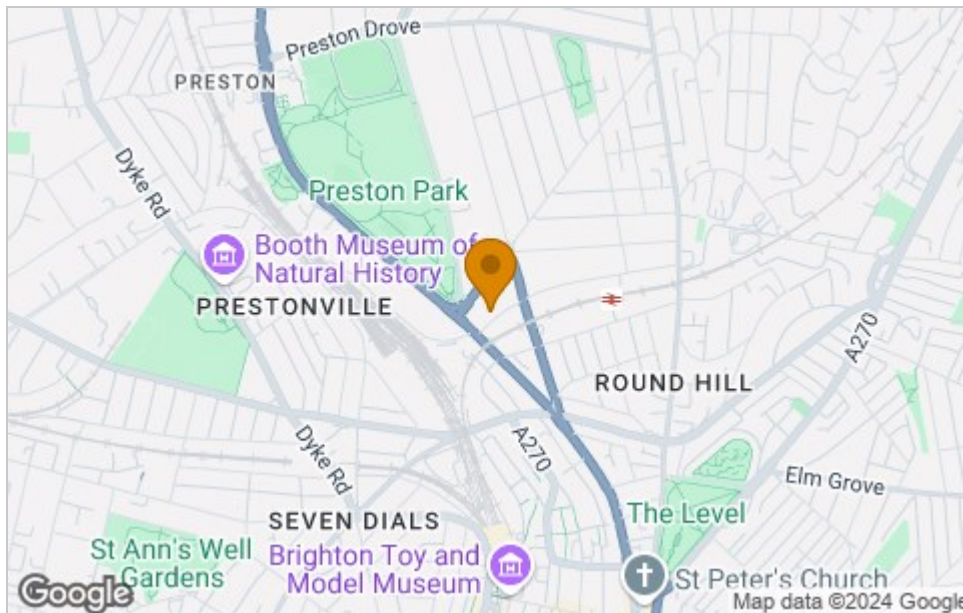 Preston Drove
PRESTON
Dyke Rd
Preston Park
Booth Museum of
Natural History
PRESTONVILLE
A270
ROUND HILL
Dyke Rd
A270
Elm Grove
SEVEN DIALS
The Level
St Ann's Well
Gardens
Brighton Toy and
Model Museum
St Peter's Church
Google
Map data ©2024 Google